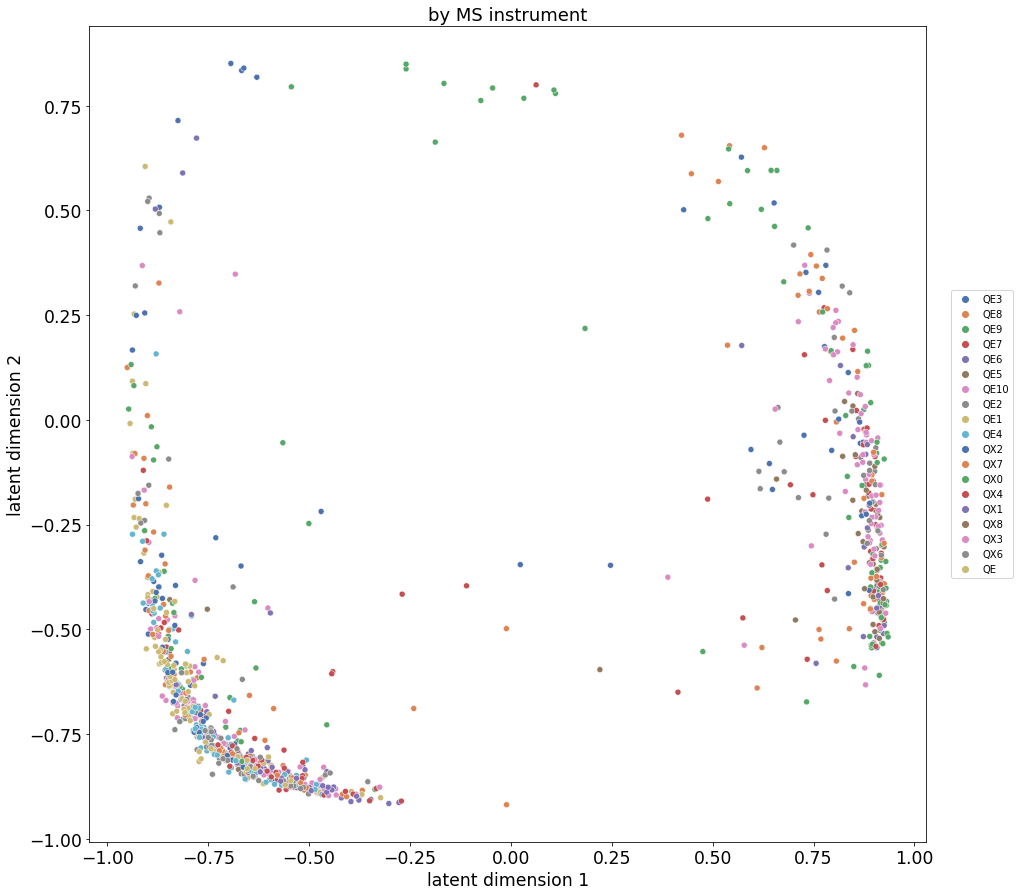 by MS instrument
latent dimension 2
0.75
0.50
0.25
0.00
−0.25
−0.50
−0.75
−1.00
−1.00
−0.75
−0.50
−0.25
0.00
0.25
0.50
0.75
1.00
latent dimension 1
QE3
QE8
QE9
QE7
QE6
QE5
QE10
QE2
QE1
QE4
QX2
QX7
QX0
QX4
QX1
QX8
QX3
QX6
QE